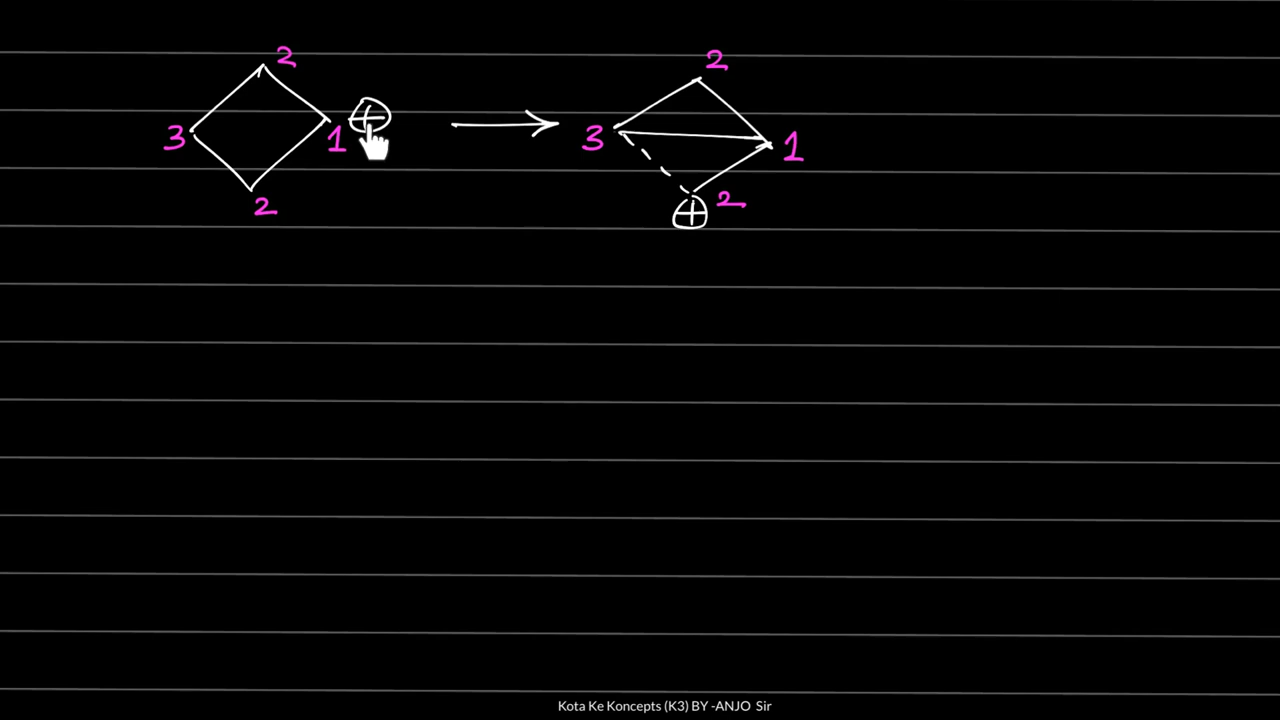 2 2
3 1 ⊕ ⟶ 3 1
2 ⊕ 2
Kota Ke Koncepts (K3) BY -ANJO Sir